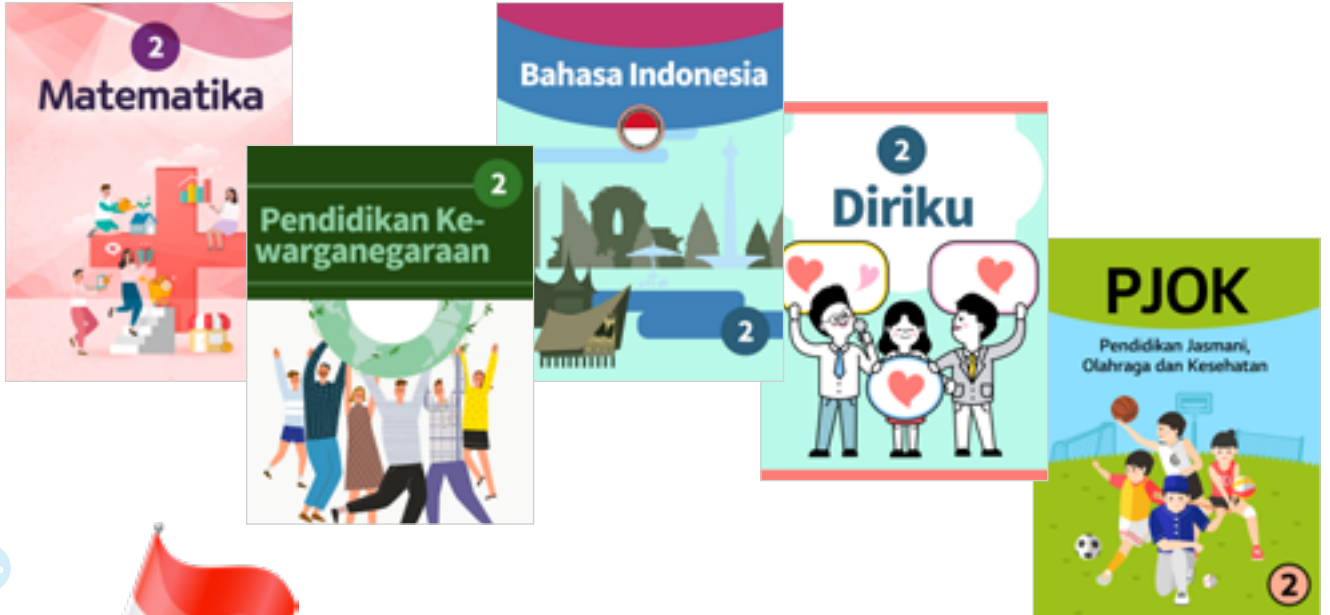 2
Matematika
2
Pendidikan Ke-
warganegaraan
Bahasa Indonesia
2
2
Diriku
PJOK
Pendidikan Jasmani,
Olahraga dan Kesehatan
2